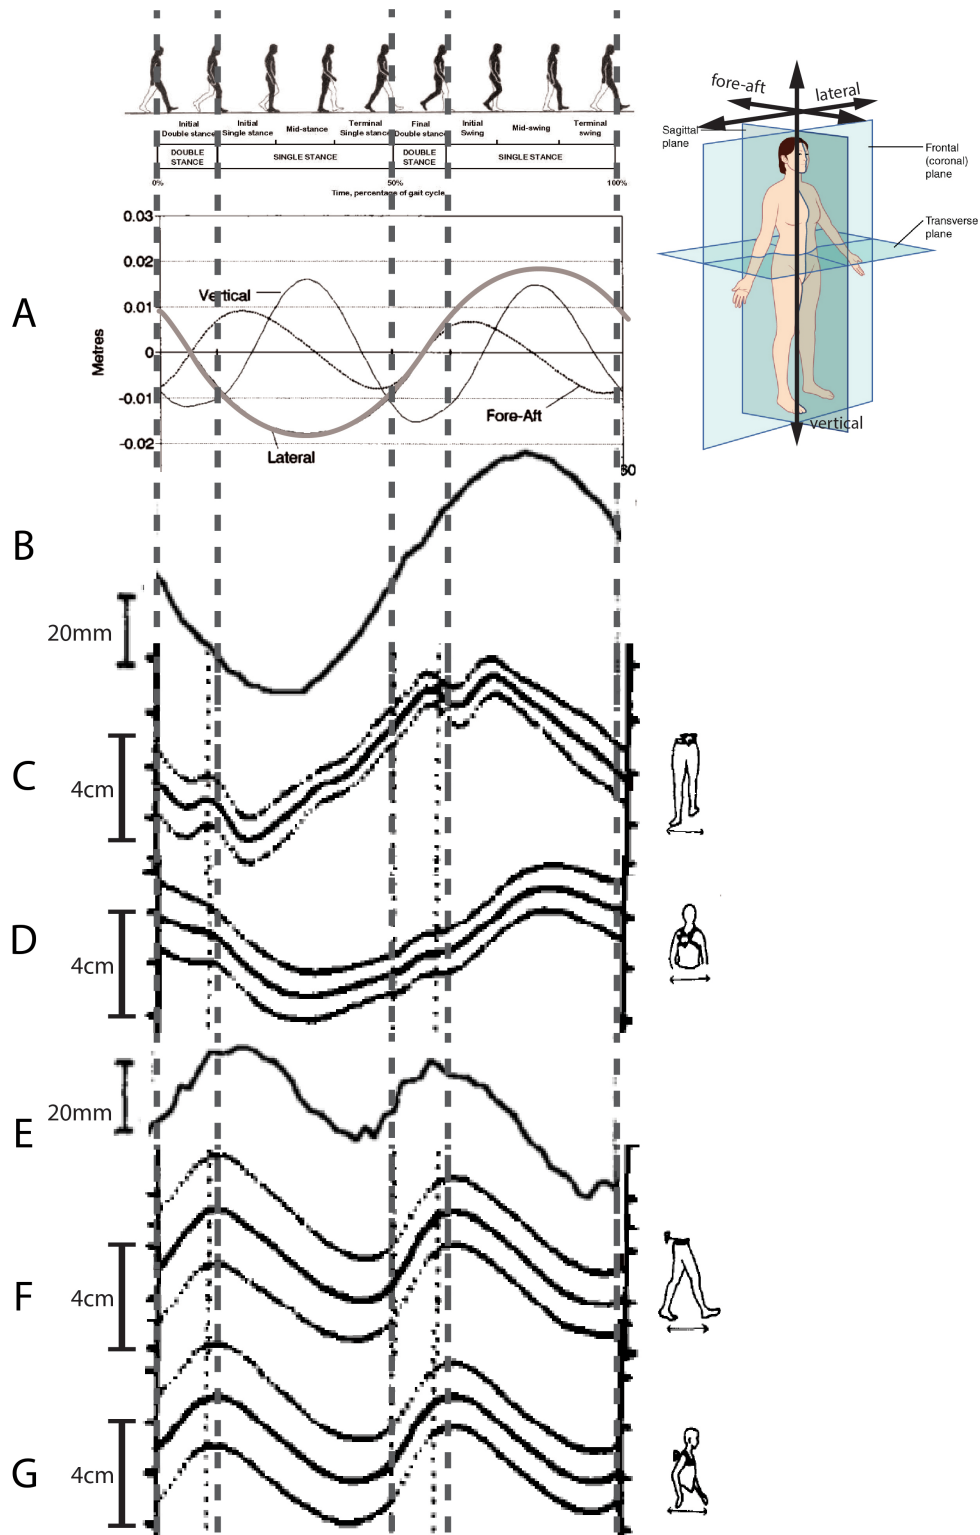 fore-aft
lateral
Sagittal
plane
Frontal
(coronal)
plane
Transverse
plane
vertical
Initial
Double stance
Initial
Single stance
Mid-stance
Terminal
Single stance
Final
Double stance
Initial
Swing
Mid-swing
Terminal
swing
DOUBLE
STANCE
SINGLE STANCE
DOUBLE
STANCE
SINGLE STANCE
0%
50%
100%
Time, percentage of gait cycle
A
Metres
0.03
0.02
0.01
0
-0.01
-0.02
Vertical
Fore-Aft
Lateral
60
B
20mm
C
4cm
D
4cm
E
20mm
F
4cm
G
4cm